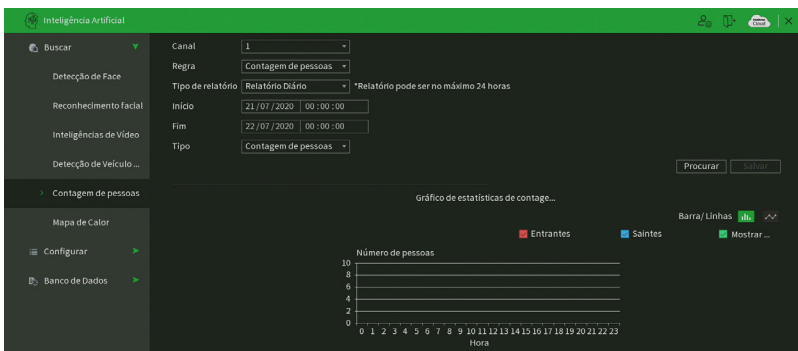 Inteligência Artificial
Cloud
Buscar
Detecção de Face
Reconhecimento facial
Inteligências de Vídeo
Detecção de Veículo ...
Contagem de pessoas
Mapa de Calor
Configurar
Banco de Dados
Canal 1
Regra Contagem de pessoas
Tipo de relatório Relatório Diário *Relatório pode ser no máximo 24 horas
Início 21/07/2020 00:00:00
Fim 22/07/2020 00:00:00
Tipo Contagem de pessoas
Procurar Salvar
Gráfico de estatísticas de contage...
Barra/Linhas
Entrantes Saintes Mostrar ...
Número de pessoas
10
8
6
4
2
0
0 1 2 3 4 5 6 7 8 9 10 11 12 13 14 15 16 17 18 19 20 21 22 23
Hora